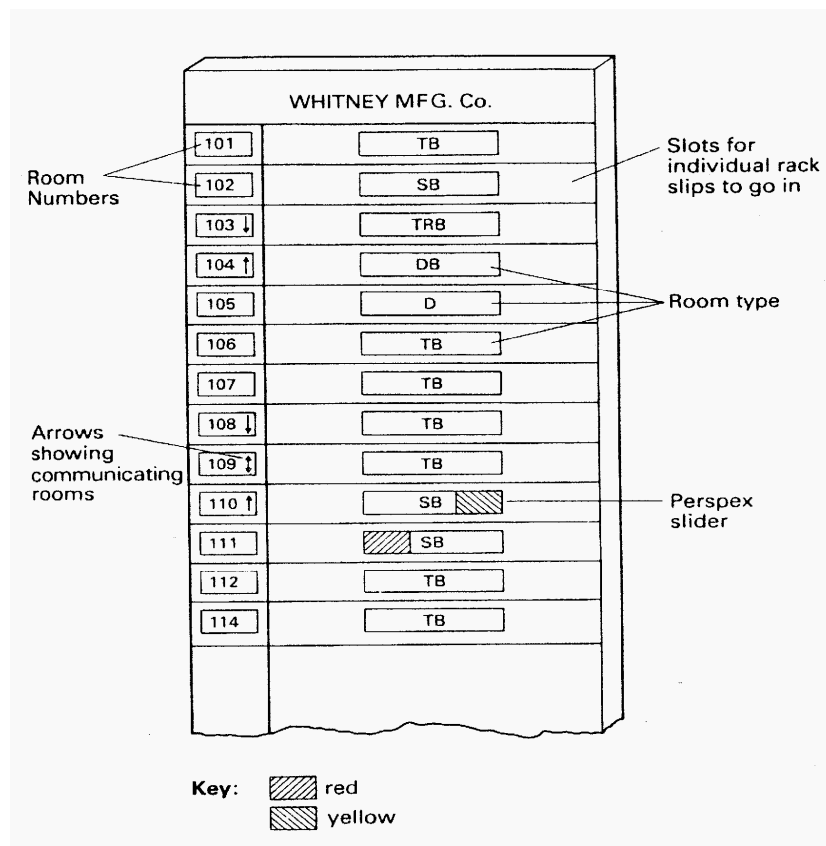 WHITNEY MFG. Co.
101 TB
102 SB
103 ↓ TRB
104 ↑ DB
105 D
106 TB
107 TB
108 ↓ TB
109 ↕ TB
110 ↑ SB
111 SB
112 TB
114 TB
Room
Numbers
Arrows
showing
communicating
rooms
Slots for
individual rack
slips to go in
Room type
Perspex
slider
Key: red
yellow